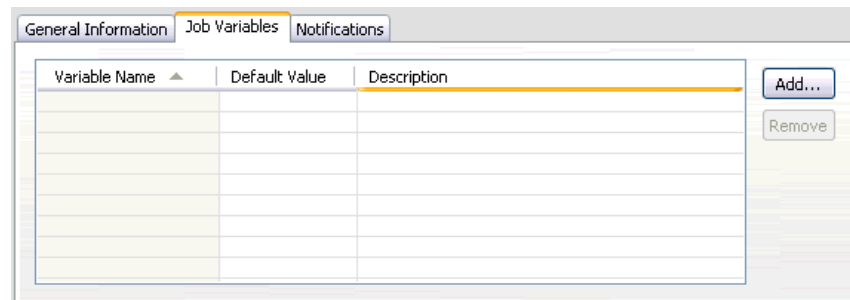 General Information Job Variables Notifications
Variable Name Default Value Description
Add...
Remove